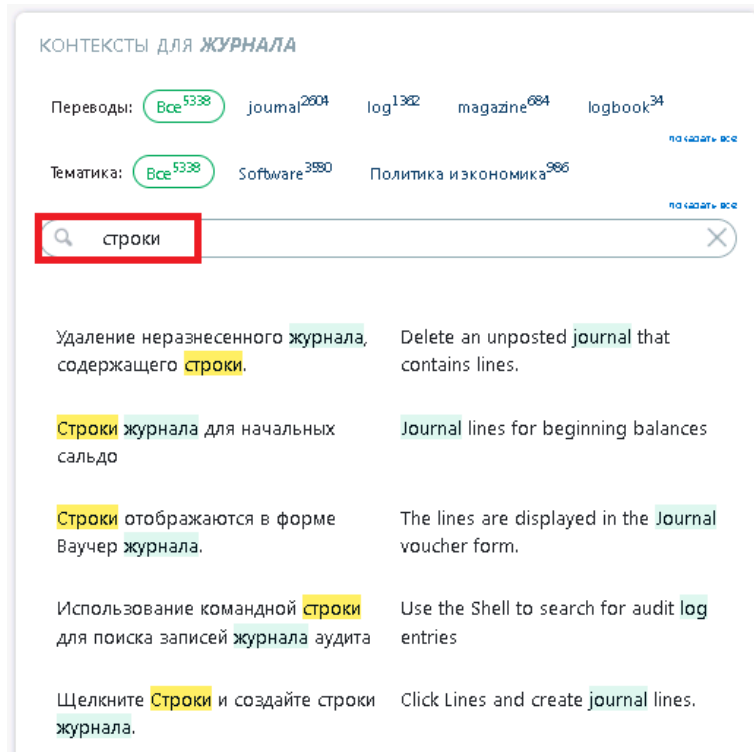 КОНТЕКСТЫ ДЛЯ ЖУРНАЛА
Переводы: Все5338 journal2604 log1362 magazine684 logbook34
показать все
Тематика: Все5338 Software3580 Политика и экономика986
показать все
строки
Удаление неразнесенного журнала,
содержащего строки.
Delete an unposted journal that
contains lines.
Строки журнала для начальных
сальдо
Journal lines for beginning balances
Строки отображаются в форме
Ваучер журнала.
The lines are displayed in the Journal
voucher form.
Использование командной строки
для поиска записей журнала аудита
Use the Shell to search for audit log
entries
Щелкните Строки и создайте строки
журнала.
Click Lines and create journal lines.